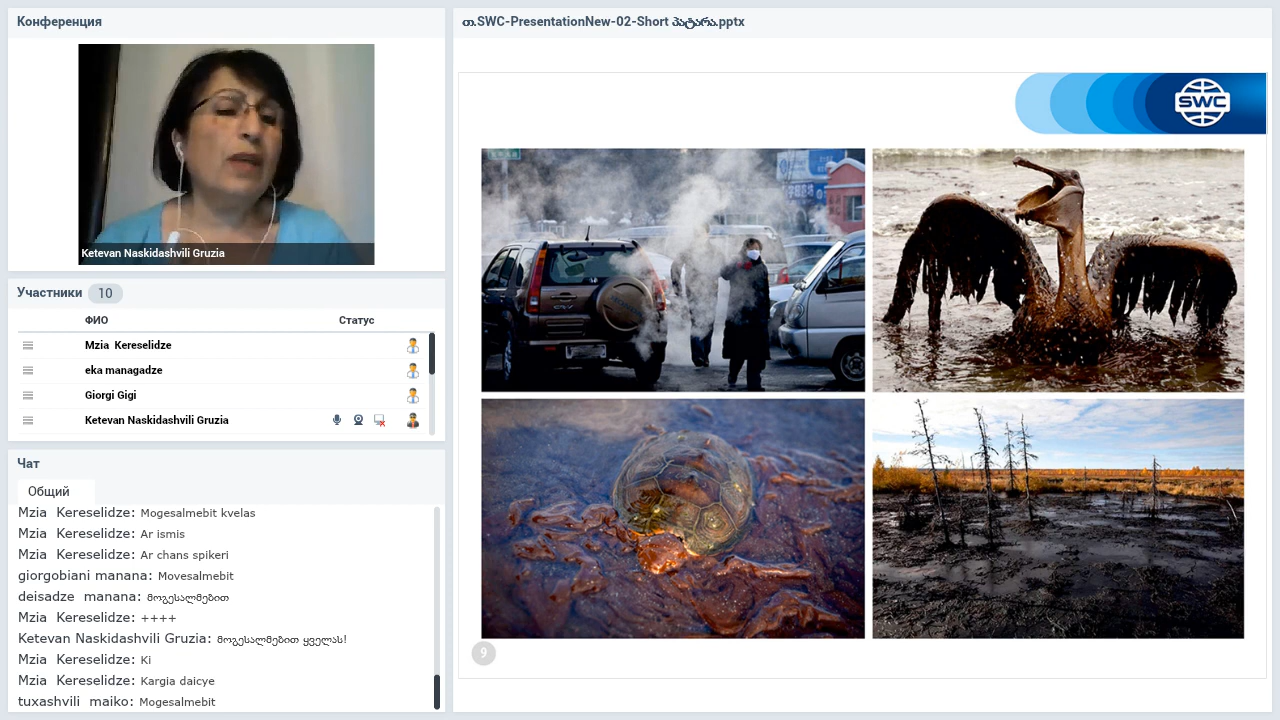 Конференция
Ketevan Naskidashvili Gruzia
Участники 10
ФИО Статус
Mzia Kereselidze
eka managadze
Giorgi Gigi
Ketevan Naskidashvili Gruzia
Чат
Общий
Mzia Kereselidze: Mogesalmebit kvelas
Mzia Kereselidze: Ar ismis
Mzia Kereselidze: Ar chans spikeri
giorgobiani manana: Movesalmebit
deisadze manana: მოგესალმებით
Mzia Kereselidze: ++++
Ketevan Naskidashvili Gruzia: მოგესალმებით ყველას!
Mzia Kereselidze: Ki
Mzia Kereselidze: Kargia daicye
tuxashvili maiko: Mogesalmebit
თ.SWC-PresentationNew-02-Short პატარა.pptx
SWC
9